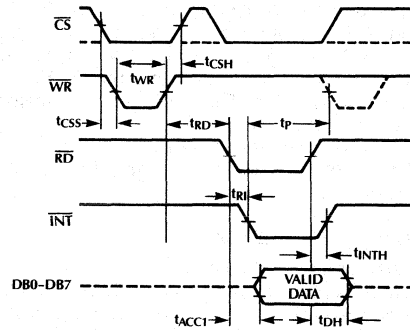 CS
tWR
tCSH
WR
tCSS
tRD
tP
RD
tRI
INT
tINTH
DB0-DB7
VALID
DATA
tACC1
tDH